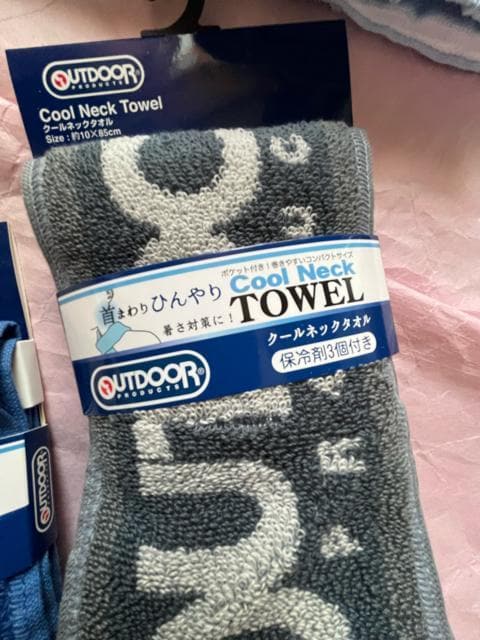 OUTDOOR®
PRODUCTS
Cool Neck Towel
クールネックタオル
Size : 約10×85cm
ポケット付き!巻きやすいコンパクトサイズ
首まわりひんやり
Cool Neck
暑さ対策に!
TOWEL
クールネックタオル
保冷剤3個付き
OUTDOOR®
PRODUCTS
OUTDOOR